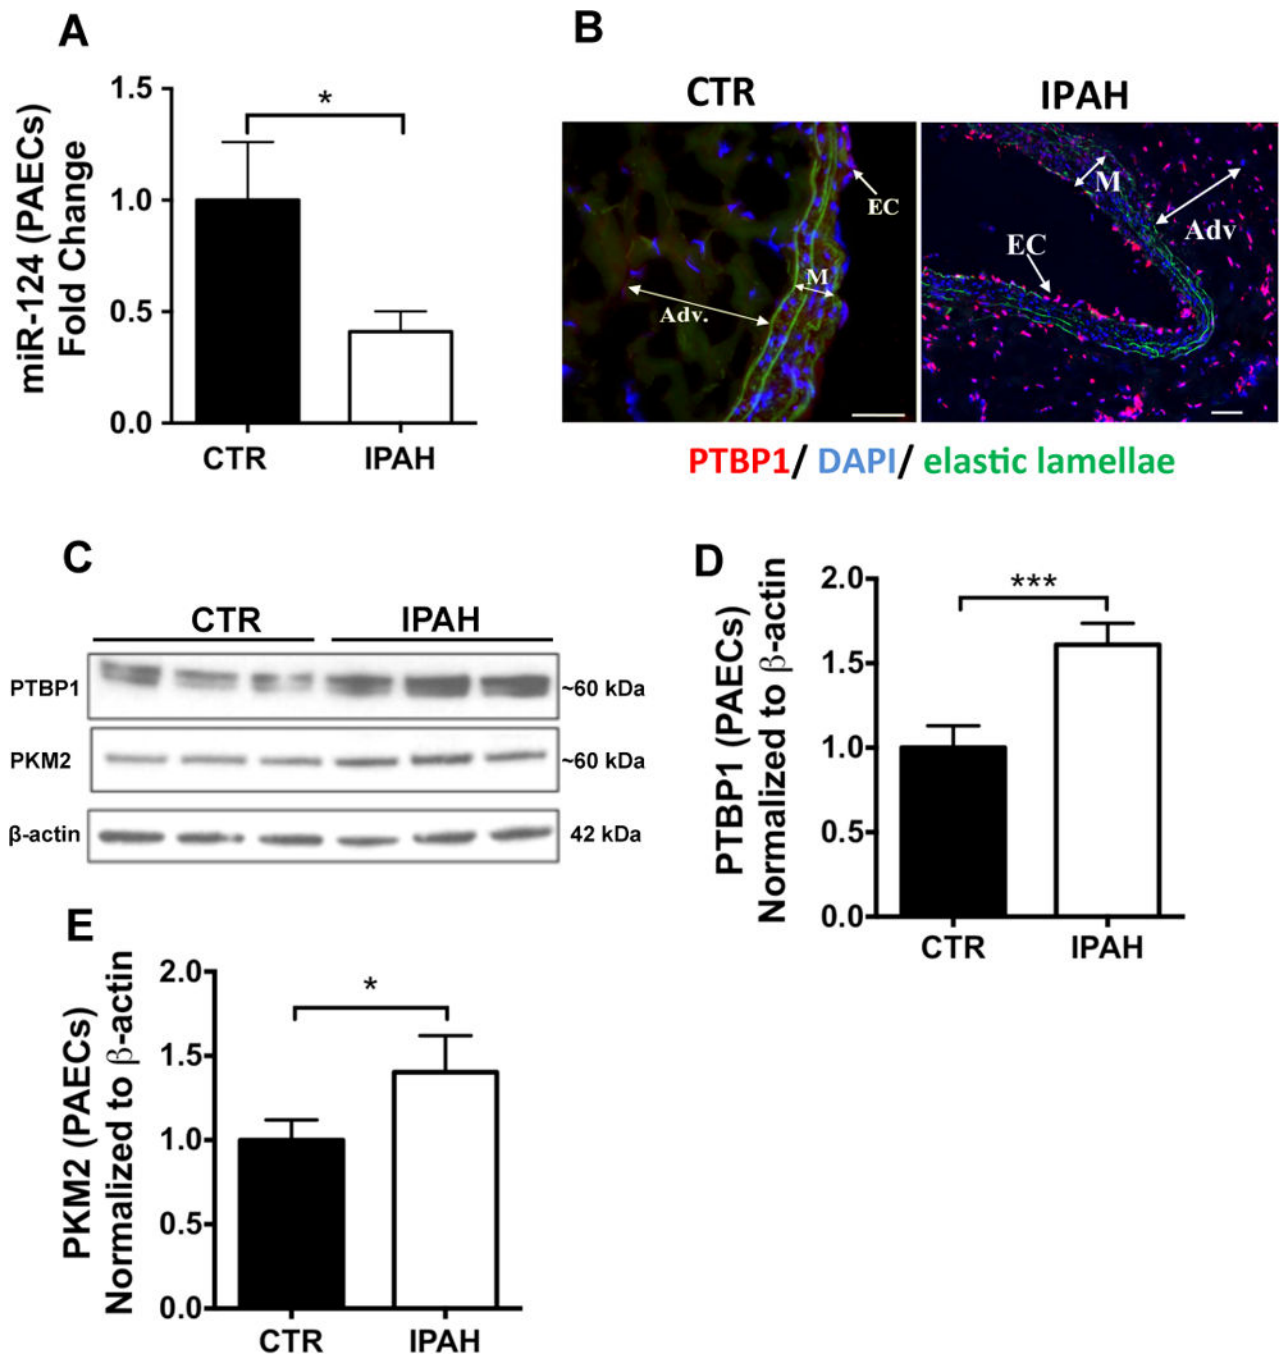 A
miR-124 (PAECs)
Fold Change
1.5
1.0
0.5
0.0
*
CTR
IPAH
B
CTR
IPAH
EC
M
Adv.
M
Adv
EC
PTBP1/ DAPI/ elastic lamellae
C
CTR
IPAH
PTBP1
~60 kDa
PKM2
~60 kDa
β-actin
42 kDa
D
PTBP1 (PAECs)
Normalized to β-actin
2.0
1.5
1.0
0.5
0.0
***
CTR
IPAH
E
PKM2 (PAECs)
Normalized to β-actin
2.0
1.5
1.0
0.5
0.0
*
CTR
IPAH